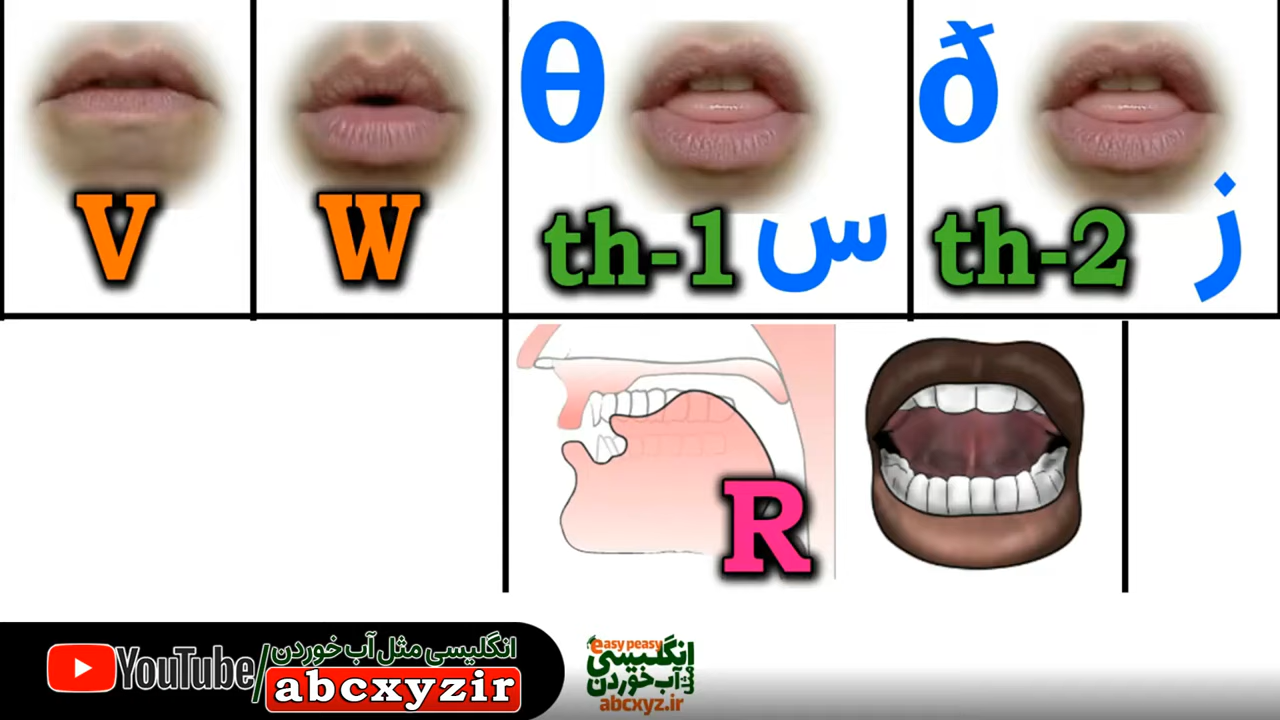 V
W
θ
th-1
س
ð
th-2
ز
R
YouTube/
انگلیسی مثل آب خوردن
abcxyzir
easy peasy
انگلیسی
مثل
آب خوردن
abcxyz.ir